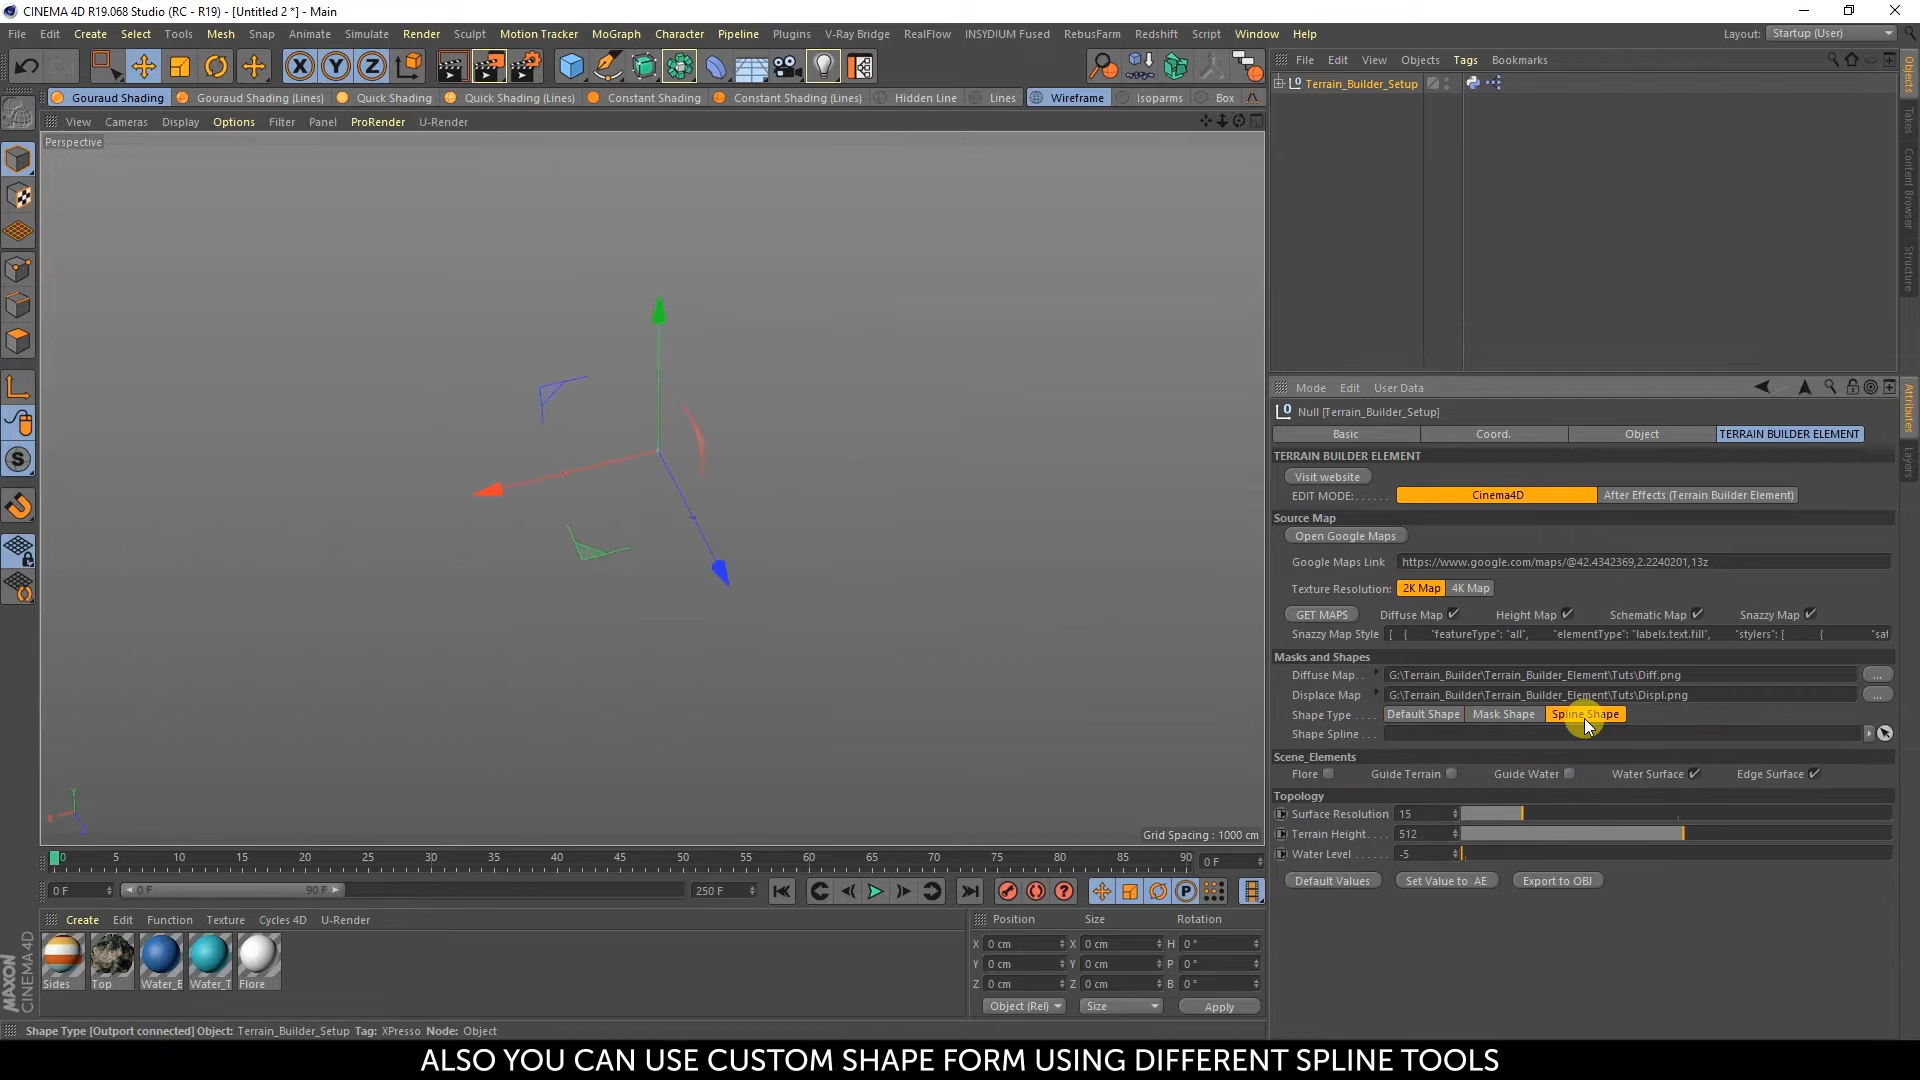 CINEMA 4D R19.068 Studio (RC - R19) - [Untitled 2 *] - Main
File Edit Create Select Tools Mesh Snap Animate Simulate Render Sculpt Motion Tracker MoGraph Character Pipeline Plugins V-Ray Bridge RealFlow INSYDIUM Fused RebusFarm Redshift Script Window Help Layout: Startup (User)
X Y Z
File Edit View Objects Tags Bookmarks
Terrain_Builder_Setup
Gouraud Shading Gouraud Shading (Lines) Quick Shading Quick Shading (Lines) Constant Shading Constant Shading (Lines) Hidden Line Lines Wireframe Isoparms Box
View Cameras Display Options Filter Panel ProRender U-Render
Perspective
Objects
Takes
Content Browser
Structure
Mode Edit User Data
Attributes
Layers
Null [Terrain_Builder_Setup]
Basic Coord. Object TERRAIN BUILDER ELEMENT
TERRAIN BUILDER ELEMENT
Visit website
EDIT MODE:...... Cinema4D After Effects (Terrain Builder Element)
Source Map
Open Google Maps
Google Maps Link https://www.google.com/maps/@42.4342369,2.2240201,13z
Texture Resolution: 2K Map 4K Map
GET MAPS Diffuse Map Height Map Schematic Map Snazzy Map
Snazzy Map Style [ { "featureType": "all", "elementType": "labels.text.fill", "stylers": [ { "sat
Masks and Shapes
Diffuse Map.. G:\Terrain_Builder\Terrain_Builder_Element\Tuts\Diff.png ...
Displace Map G:\Terrain_Builder\Terrain_Builder_Element\Tuts\Displ.png ...
Shape Type .... Default Shape Mask Shape Spline Shape
Shape Spline...
Scene_Elements
Flore Guide Terrain Guide Water Water Surface Edge Surface
Topology
Surface Resolution 15
Terrain Height.... 512
Water Level ...... -5
Default Values Set Value to AE Export to OBJ
Y
X
Z
Grid Spacing : 1000 cm
0 5 10 15 20 25 30 35 40 45 50 55 60 65 70 75 80 85 90 0 F
0 F 0 F 90 F 250 F
Create Edit Function Texture Cycles 4D U-Render
Sides Top Water_E Water_T Flore
Position Size Rotation
X 0 cm X 0 cm H 0 °
Y 0 cm Y 0 cm P 0 °
Z 0 cm Z 0 cm B 0 °
Object (Rel) Size Apply
MAXON CINEMA 4D
Shape Type [Outport connected] Object: Terrain_Builder_Setup Tag: XPresso Node: Object
ALSO YOU CAN USE CUSTOM SHAPE FORM USING DIFFERENT SPLINE TOOLS